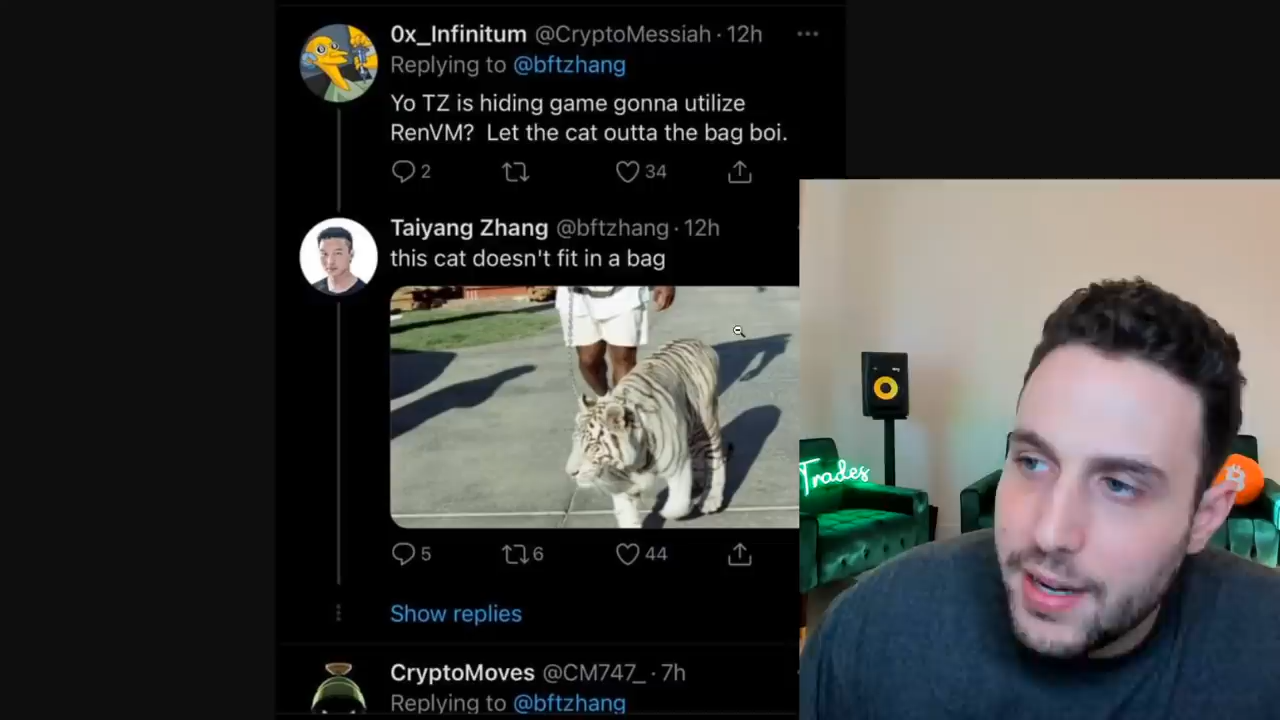 0x_Infinitum @CryptoMessiah · 12h
Replying to @bftzhang
Yo TZ is hiding game gonna utilize
RenVM? Let the cat outta the bag boi.
2 34
Taiyang Zhang @bftzhang · 12h
this cat doesn't fit in a bag
5 6 44
Show replies
CryptoMoves @CM747_ · 7h
Replying to @bftzhang
Trades